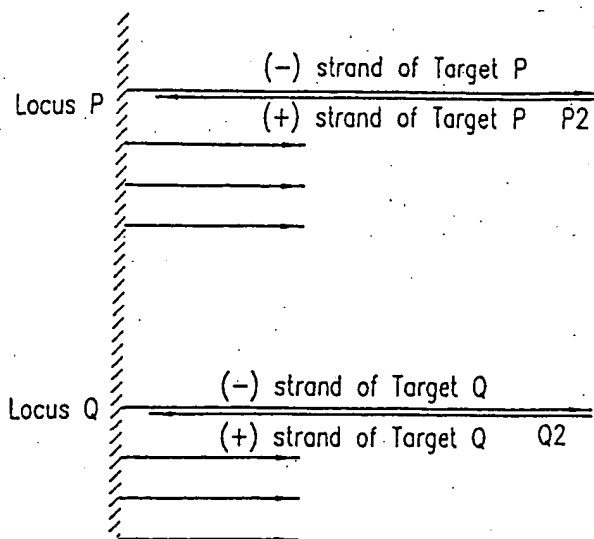 (-) strand of Target P
Locus P
(+) strand of Target P P2
(-) strand of Target Q
Locus Q
(+) strand of Target Q Q2